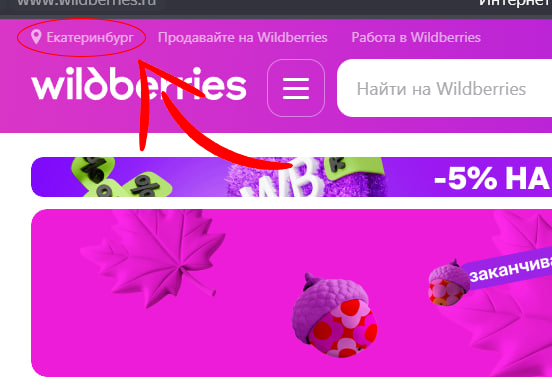 www.wildberries.ru
Интернет
Екатеринбург Продавайте на Wildberries Работа в Wildberries
wildberries Найти на Wildberries
% %
WB
-5% НА
заканчива